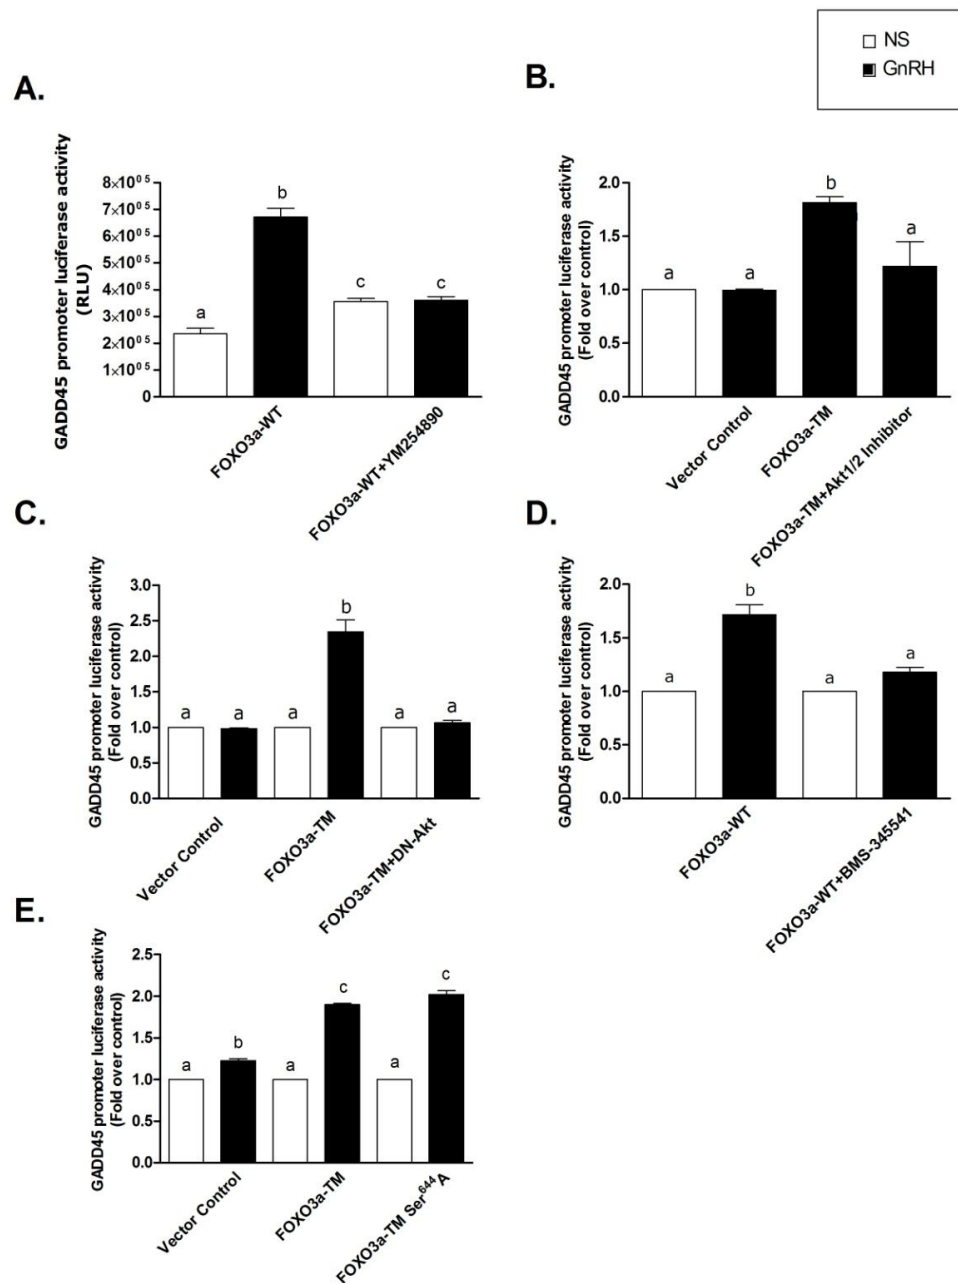 NS
GnRH
A.
GADD45 promoter luciferase activity
(RLU)
8×10⁰⁵
7×10⁰⁵
6×10⁰⁵
5×10⁰⁵
4×10⁰⁵
3×10⁰⁵
2×10⁰⁵
1×10⁰⁵
0
a
b
c
c
FOXO3a-WT
FOXO3a-WT+YM254890
B.
GADD45 promoter luciferase activity
(Fold over control)
2.0
1.5
1.0
0.5
0.0
a
a
b
a
Vector Control
FOXO3a-TM
FOXO3a-TM+Akt1/2 Inhibitor
C.
GADD45 promoter luciferase activity
(Fold over control)
3.0
2.5
2.0
1.5
1.0
0.5
0.0
a
a
a
b
a
a
Vector Control
FOXO3a-TM
FOXO3a-TM+DN-Akt
D.
GADD45 promoter luciferase activity
(Fold over control)
2.0
1.5
1.0
0.5
0.0
a
b
a
a
FOXO3a-WT
FOXO3a-WT+BMS-345541
E.
GADD45 promoter luciferase activity
(Fold over control)
2.5
2.0
1.5
1.0
0.5
0.0
a
b
a
c
a
c
Vector Control
FOXO3a-TM
FOXO3a-TM Ser⁶⁴⁴A